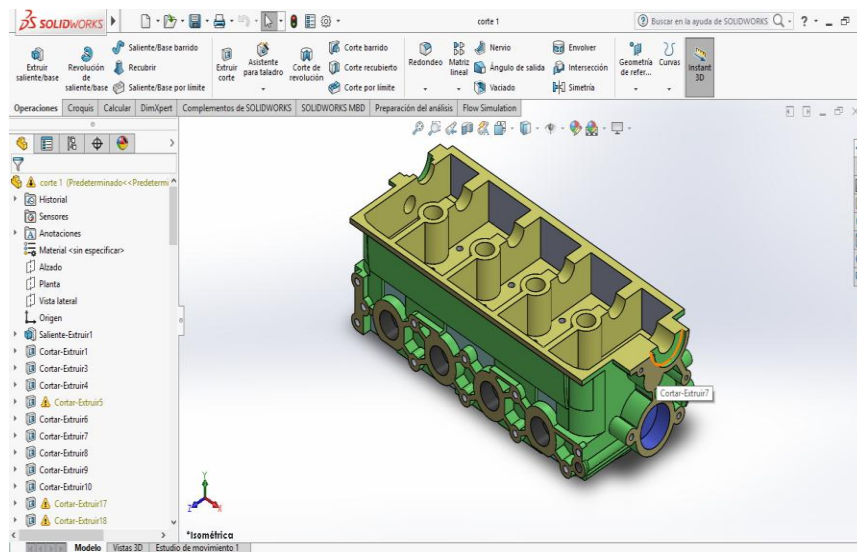 SOLIDWORKS
corte 1
Buscar en la ayuda de SOLIDWORKS
Extruir saliente/base
Revolución de saliente/base
Saliente/Base barrido
Recubrir
Saliente/Base por límite
Extruir corte
Asistente para taladro
Corte de revolución
Corte barrido
Corte recubierto
Corte por límite
Redondeo
Matriz lineal
Nervio
Ángulo de salida
Vaciado
Envolver
Intersección
Simetría
Geometría de refer...
Curvas
Instant 3D
Operaciones Croquis Calcular DimXpert Complementos de SOLIDWORKS SOLIDWORKS MBD Preparación del análisis Flow Simulation
corte 1 (Predeterminado<<Predetermi
Historial
Sensores
Anotaciones
Material <sin especificar>
Alzado
Planta
Vista lateral
Origen
Saliente-Extruir1
Cortar-Extruir1
Cortar-Extruir3
Cortar-Extruir4
Cortar-Extruir5
Cortar-Extruir6
Cortar-Extruir7
Cortar-Extruir8
Cortar-Extruir9
Cortar-Extruir10
Cortar-Extruir17
Cortar-Extruir18
Cortar-Extruir7
Y
Z
X
*Isométrica
Modelo Vistas 3D Estudio de movimiento 1